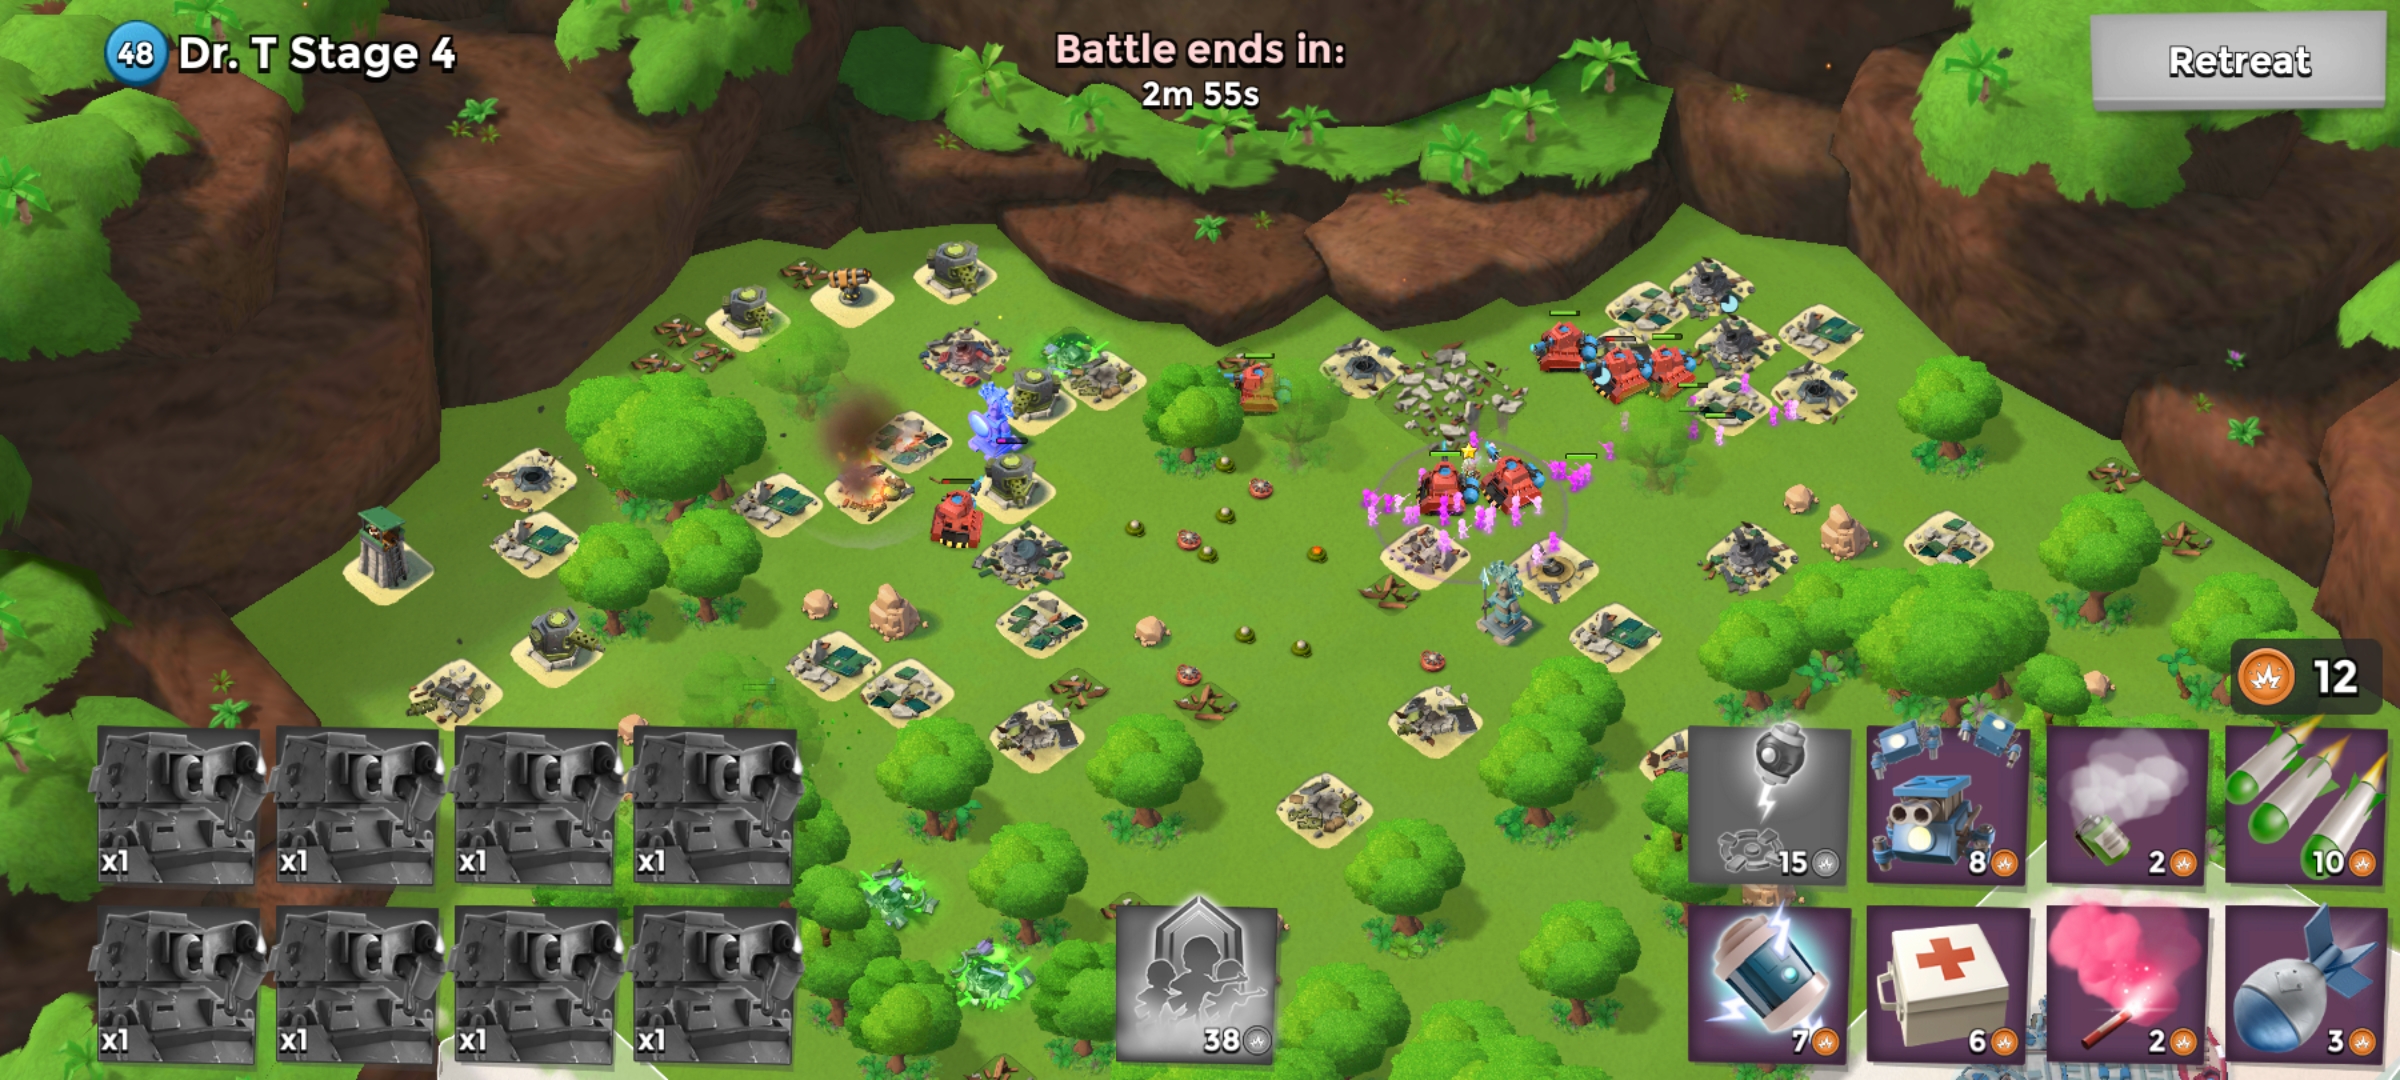 48 Dr. T Stage 4
Battle ends in:
2m 55s
Retreat
12
x1 x1 x1 x1
15 8 2 10
x1 x1 x1 x1
38
7 6 2 3